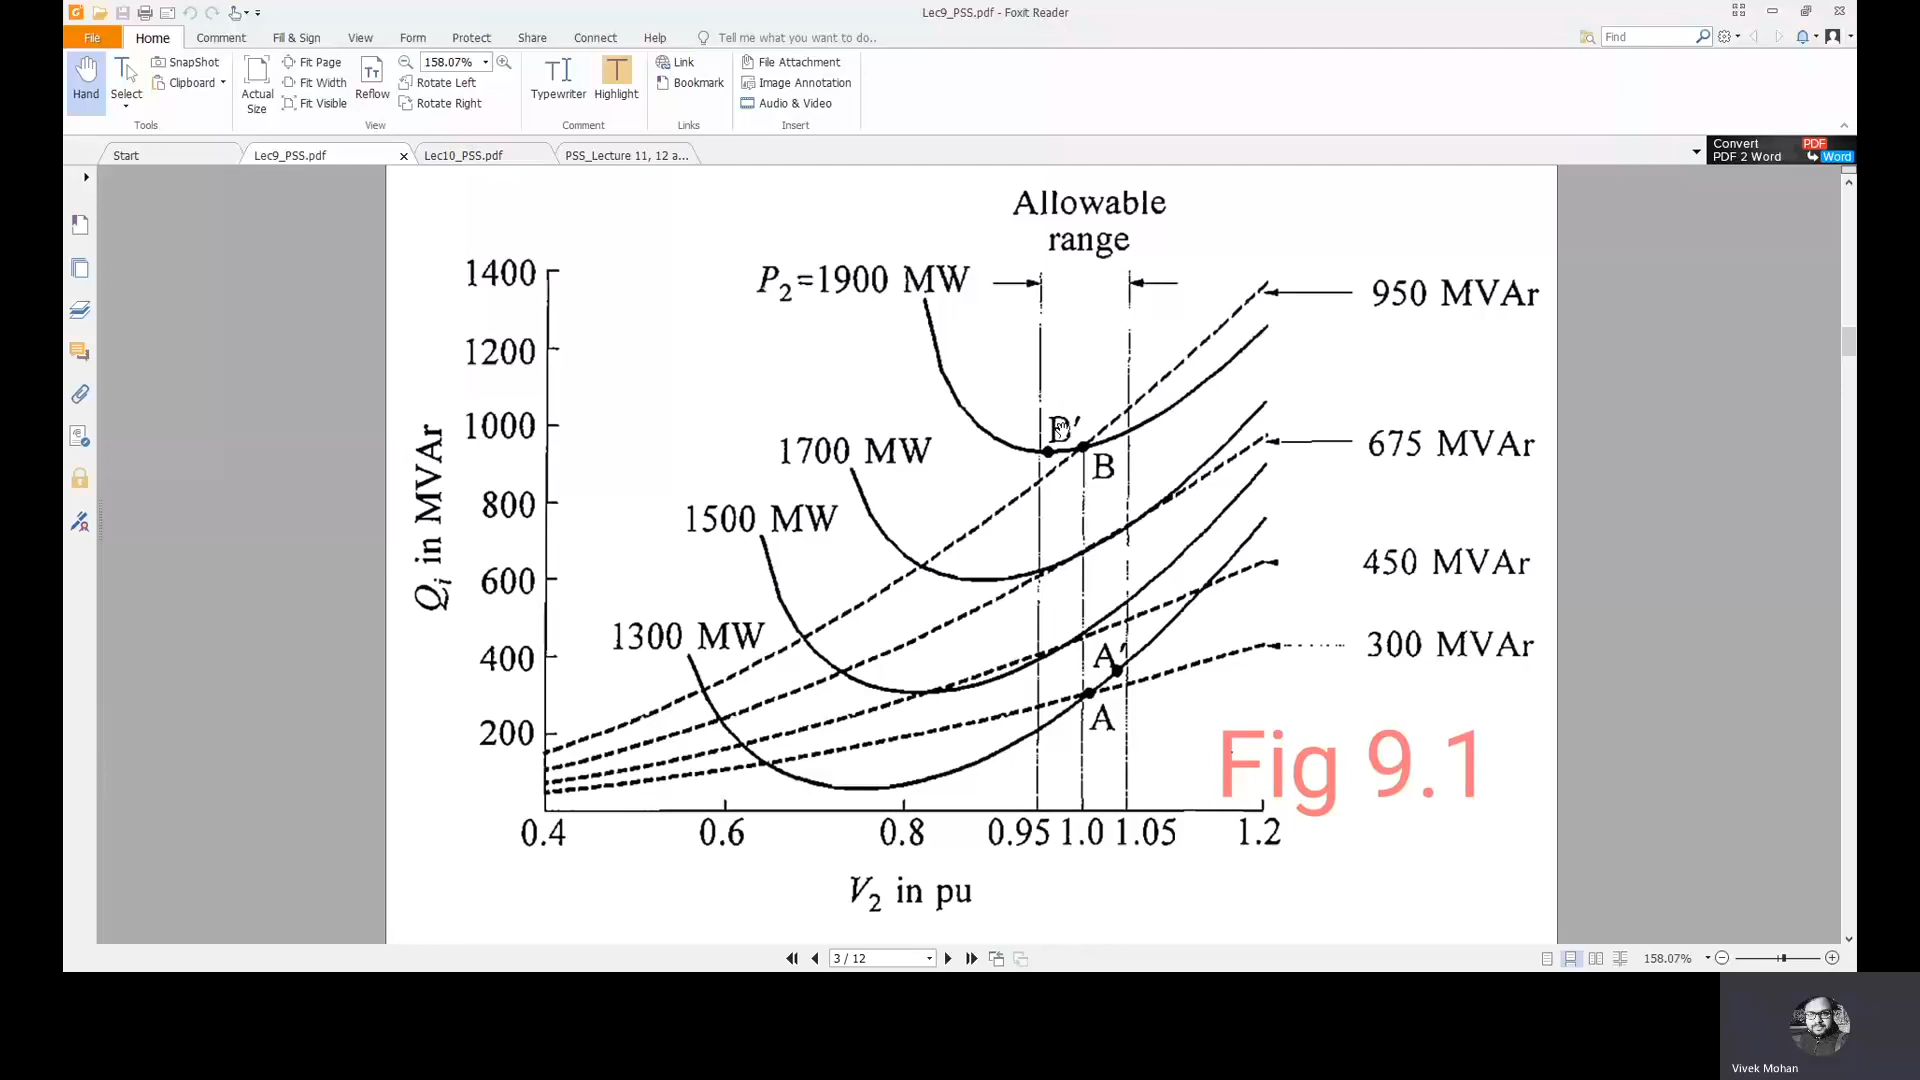 Lec9_PSS.pdf - Foxit Reader
File Home Comment Fill & Sign View Form Protect Share Connect Help Tell me what you want to do.. Find
Hand Select SnapShot Clipboard Actual Size Fit Page Fit Width Fit Visible Reflow 158.07% Rotate Left Rotate Right Typewriter Highlight Link Bookmark File Attachment Image Annotation Audio & Video
Tools View Comment Links Insert
Start Lec9_PSS.pdf Lec10_PSS.pdf PSS_Lecture 11, 12 a... Convert PDF 2 Word PDF Word
Allowable
range
1400
P2=1900 MW
950 MVAr
1200
1000
B
1700 MW
675 MVAr
800
1500 MW
450 MVAr
600
1300 MW
300 MVAr
400
A'
A
200
Qi in MVAr
Fig 9.1
0.4 0.6 0.8 0.95 1.0 1.05 1.2
V2 in pu
3 / 12 158.07%
Vivek Mohan